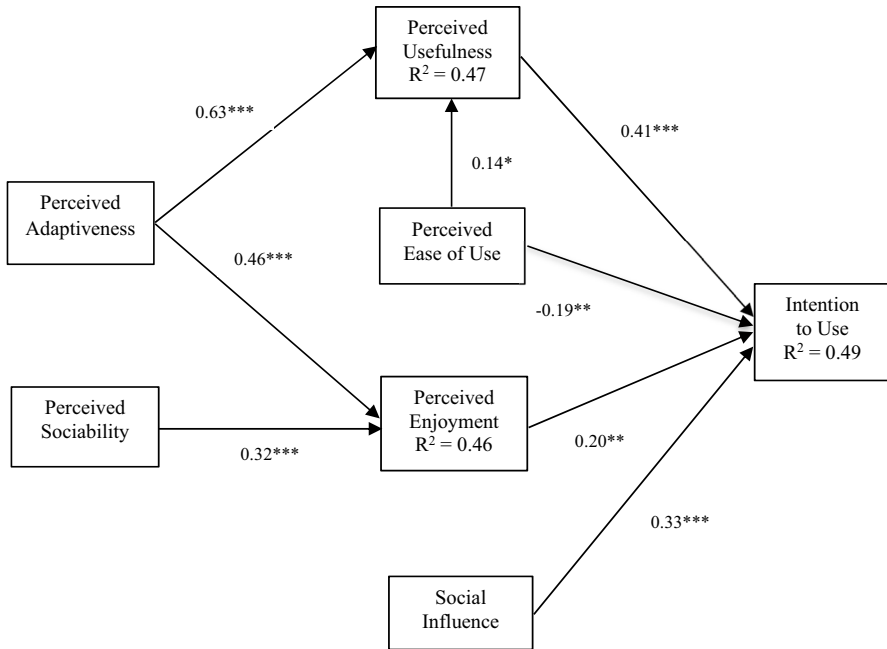 Perceived
Usefulness
R² = 0.47
0.63***
0.41***
0.14*
Perceived
Adaptiveness
Perceived
Ease of Use
0.46***
-0.19**
Intention
to Use
R² = 0.49
Perceived
Sociability
Perceived
Enjoyment
R² = 0.46
0.32***
0.20**
0.33***
Social
Influence